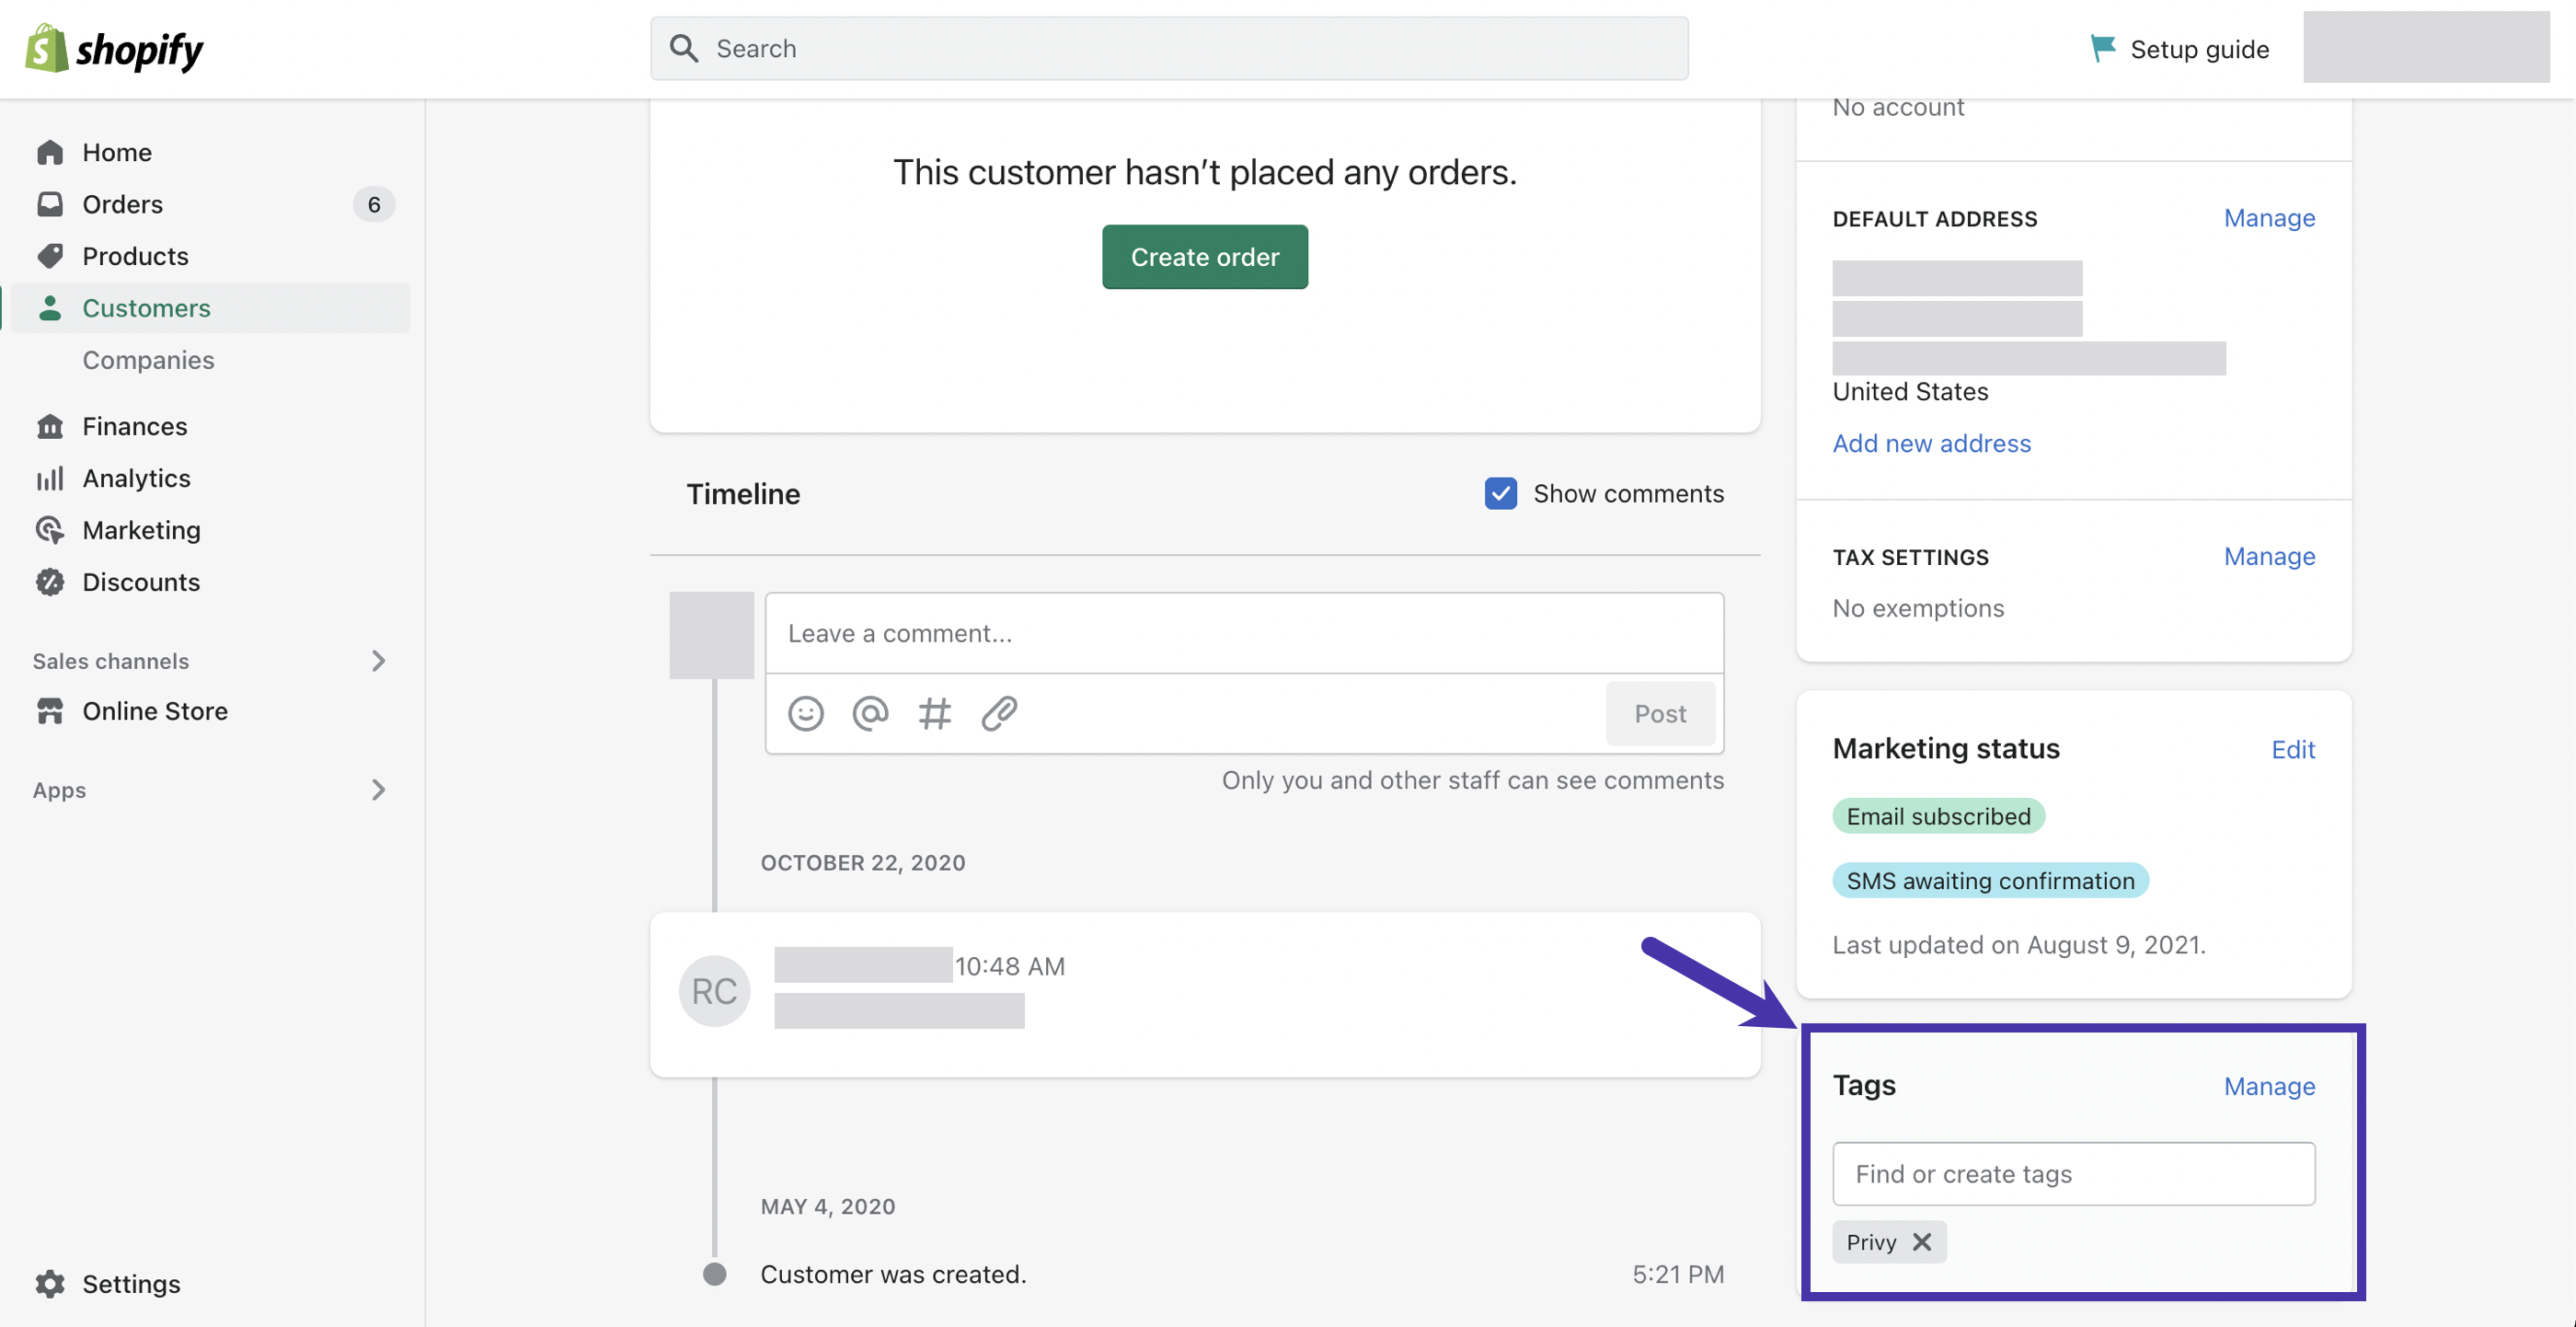 shopify
Search
Setup guide
Home
Orders 6
Products
Customers
Companies
Finances
Analytics
Marketing
Discounts
Sales channels
Online Store
Apps
Settings
This customer hasn't placed any orders.
Create order
Timeline
Show comments
Leave a comment...
Post
Only you and other staff can see comments
OCTOBER 22, 2020
RC
10:48 AM
MAY 4, 2020
Customer was created.
5:21 PM
No account
DEFAULT ADDRESS Manage
United States
Add new address
TAX SETTINGS Manage
No exemptions
Marketing status Edit
Email subscribed
SMS awaiting confirmation
Last updated on August 9, 2021.
Tags Manage
Find or create tags
Privy